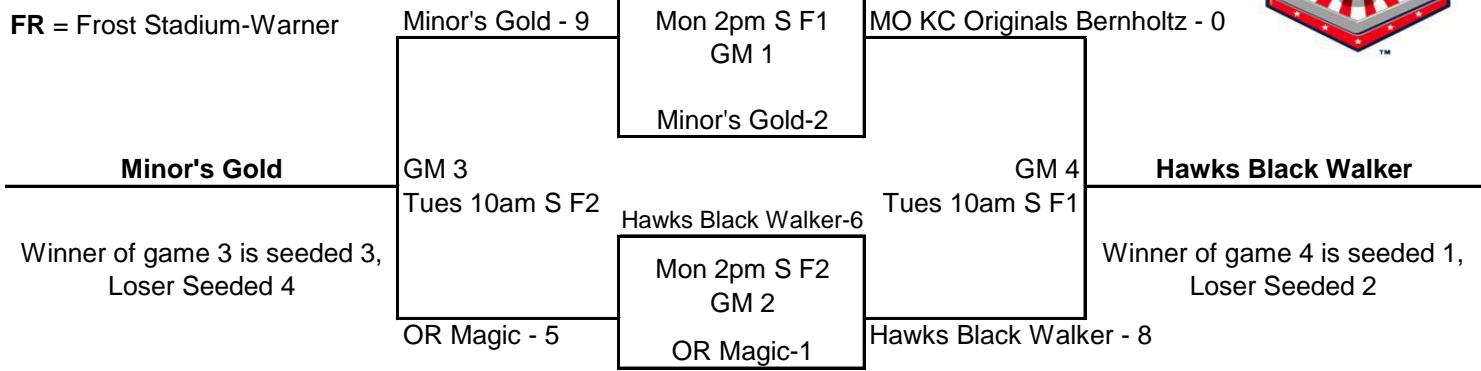 FR = Frost Stadium-Warner
Minor's Gold - 9
Mon 2pm S F1
GM 1
MO KC Originals Bernholtz - 0
TM
Minor's Gold-2
Minor's Gold
GM 3
Tues 10am S F2
GM 4
Tues 10am S F1
Hawks Black Walker
Hawks Black Walker-6
Winner of game 3 is seeded 3,
Loser Seeded 4
Mon 2pm S F2
GM 2
Winner of game 4 is seeded 1,
Loser Seeded 2
OR Magic - 5
OR Magic-1
Hawks Black Walker - 8